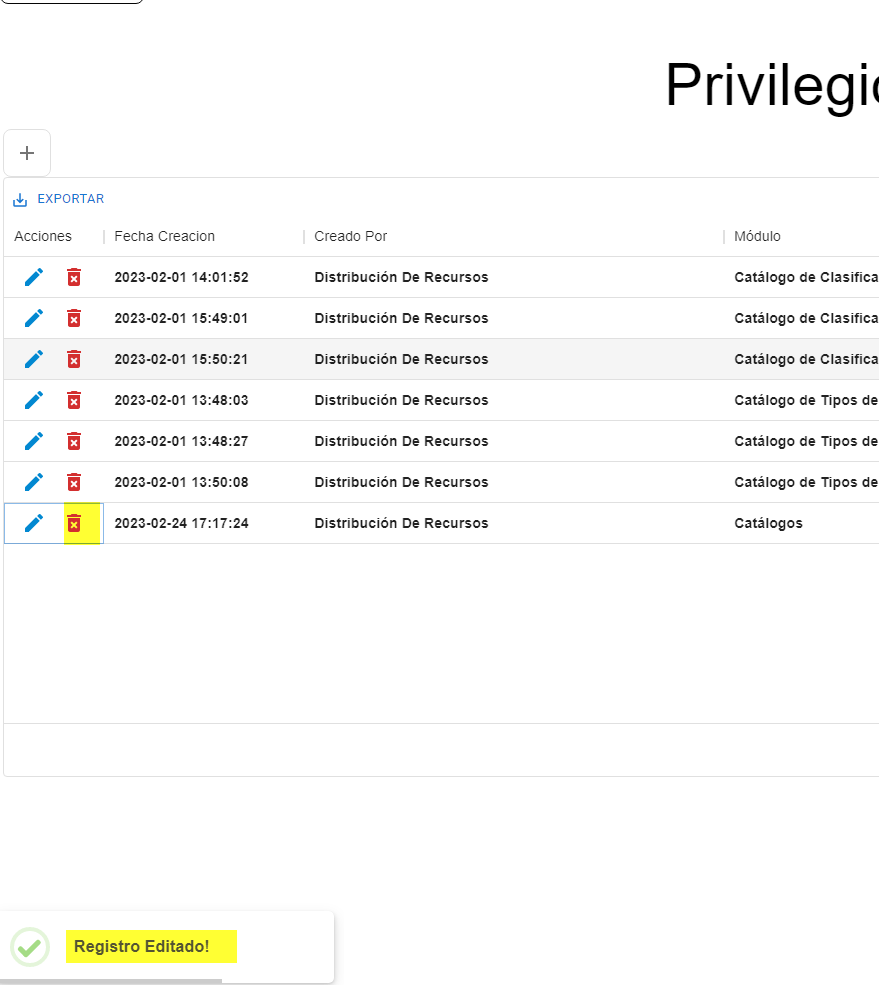 Privilegio
EXPORTAR
Acciones Fecha Creacion Creado Por Módulo
2023-02-01 14:01:52 Distribución De Recursos Catálogo de Clasifica
2023-02-01 15:49:01 Distribución De Recursos Catálogo de Clasifica
2023-02-01 15:50:21 Distribución De Recursos Catálogo de Clasifica
2023-02-01 13:48:03 Distribución De Recursos Catálogo de Tipos de
2023-02-01 13:48:27 Distribución De Recursos Catálogo de Tipos de
2023-02-01 13:50:08 Distribución De Recursos Catálogo de Tipos de
2023-02-24 17:17:24 Distribución De Recursos Catálogos
Registro Editado!